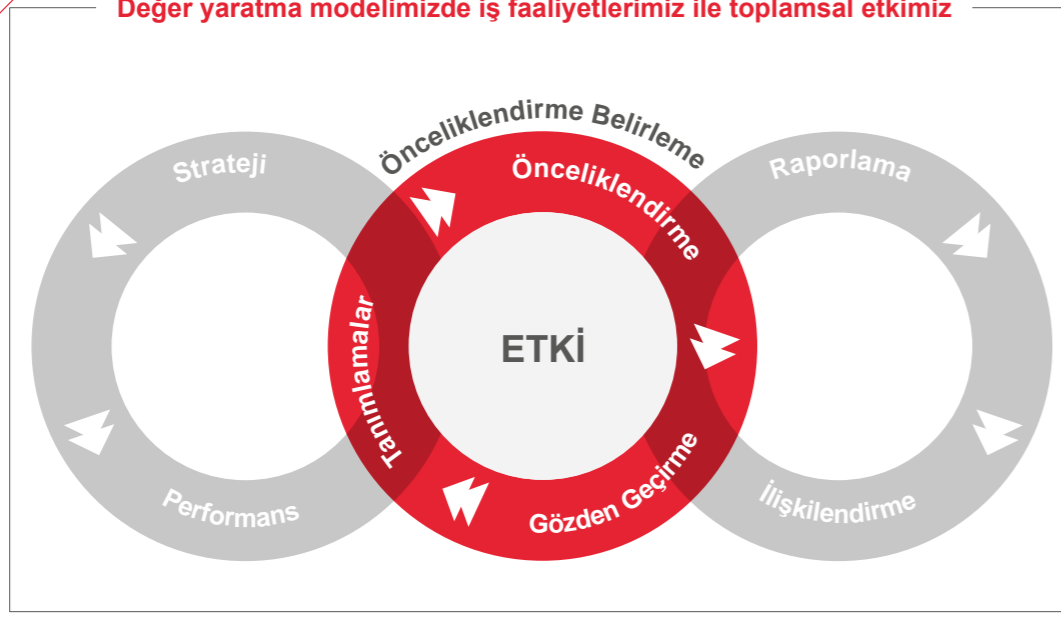 Değer yaratma modelimizde iş faaliyetlerimiz ile toplamsal etkimiz
Strateji
Performans
Önceliklendirme Belirleme
Önceliklendirme
Tanımlamalar
ETKİ
Gözden Geçirme
Raporlama
İlişkilendirme